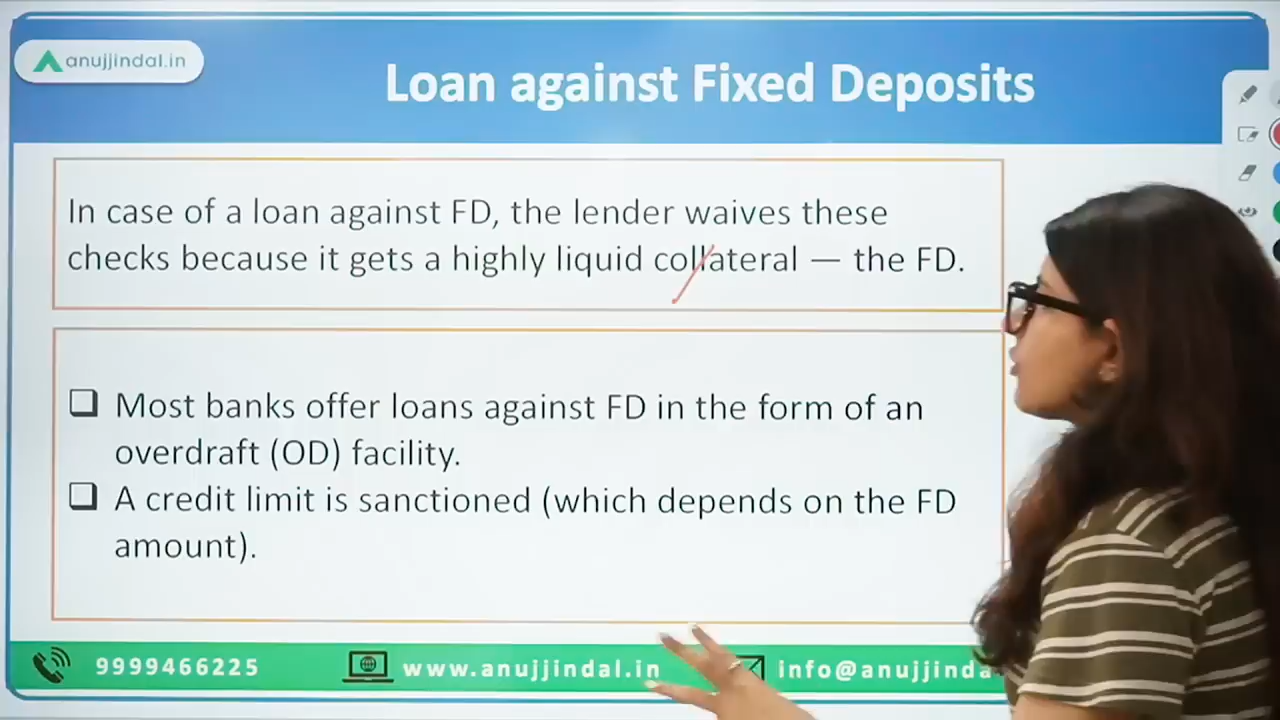 anujjindal.in
Loan against Fixed Deposits
In case of a loan against FD, the lender waives these
checks because it gets a highly liquid collateral — the FD.
❑ Most banks offer loans against FD in the form of an
overdraft (OD) facility.
❑ A credit limit is sanctioned (which depends on the FD
amount).
9999466225
www.anujjindal.in
info@anujjinda